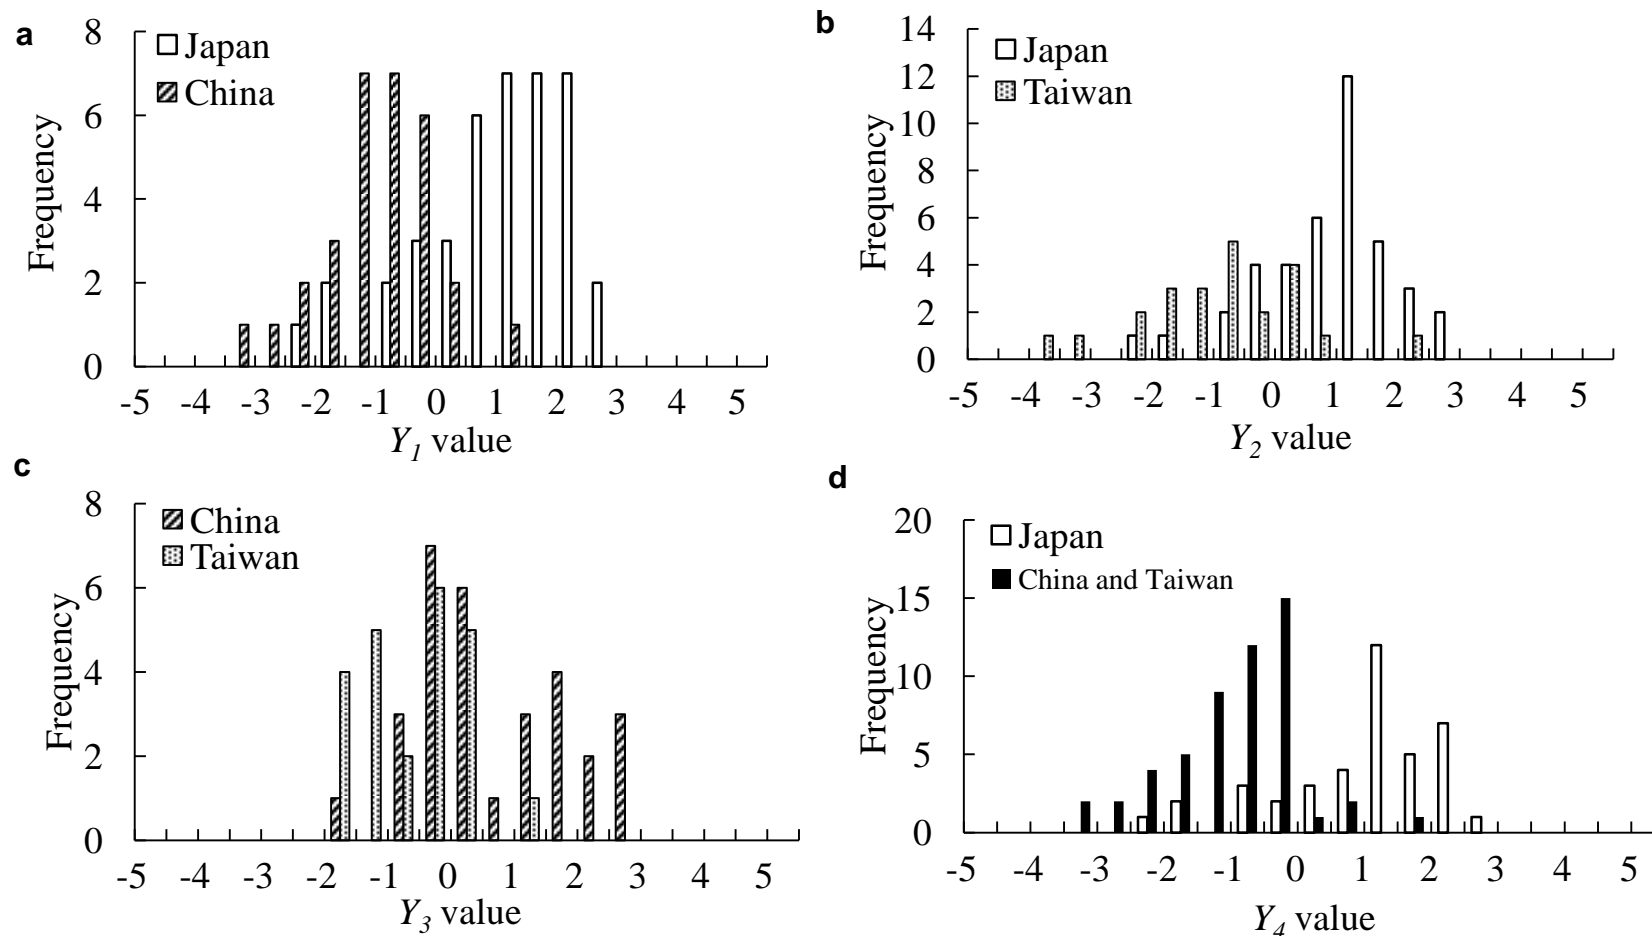 a
8
7
Japan
China
6
4
2
0
Frequency
-5 -4 -3 -2 -1 0 1 2 3 4 5
Y1 value
b
14
Japan
12
Taiwan
10
8
6
4
2
0
Frequency
-5 -4 -3 -2 -1 0 1 2 3 4 5
Y2 value
c
8
China
Taiwan
6
4
2
0
Frequency
-5 -4 -3 -2 -1 0 1 2 3 4 5
Y3 value
d
20
Japan
China and Taiwan
15
10
5
0
Frequency
-5 -4 -3 -2 -1 0 1 2 3 4 5
Y4 value